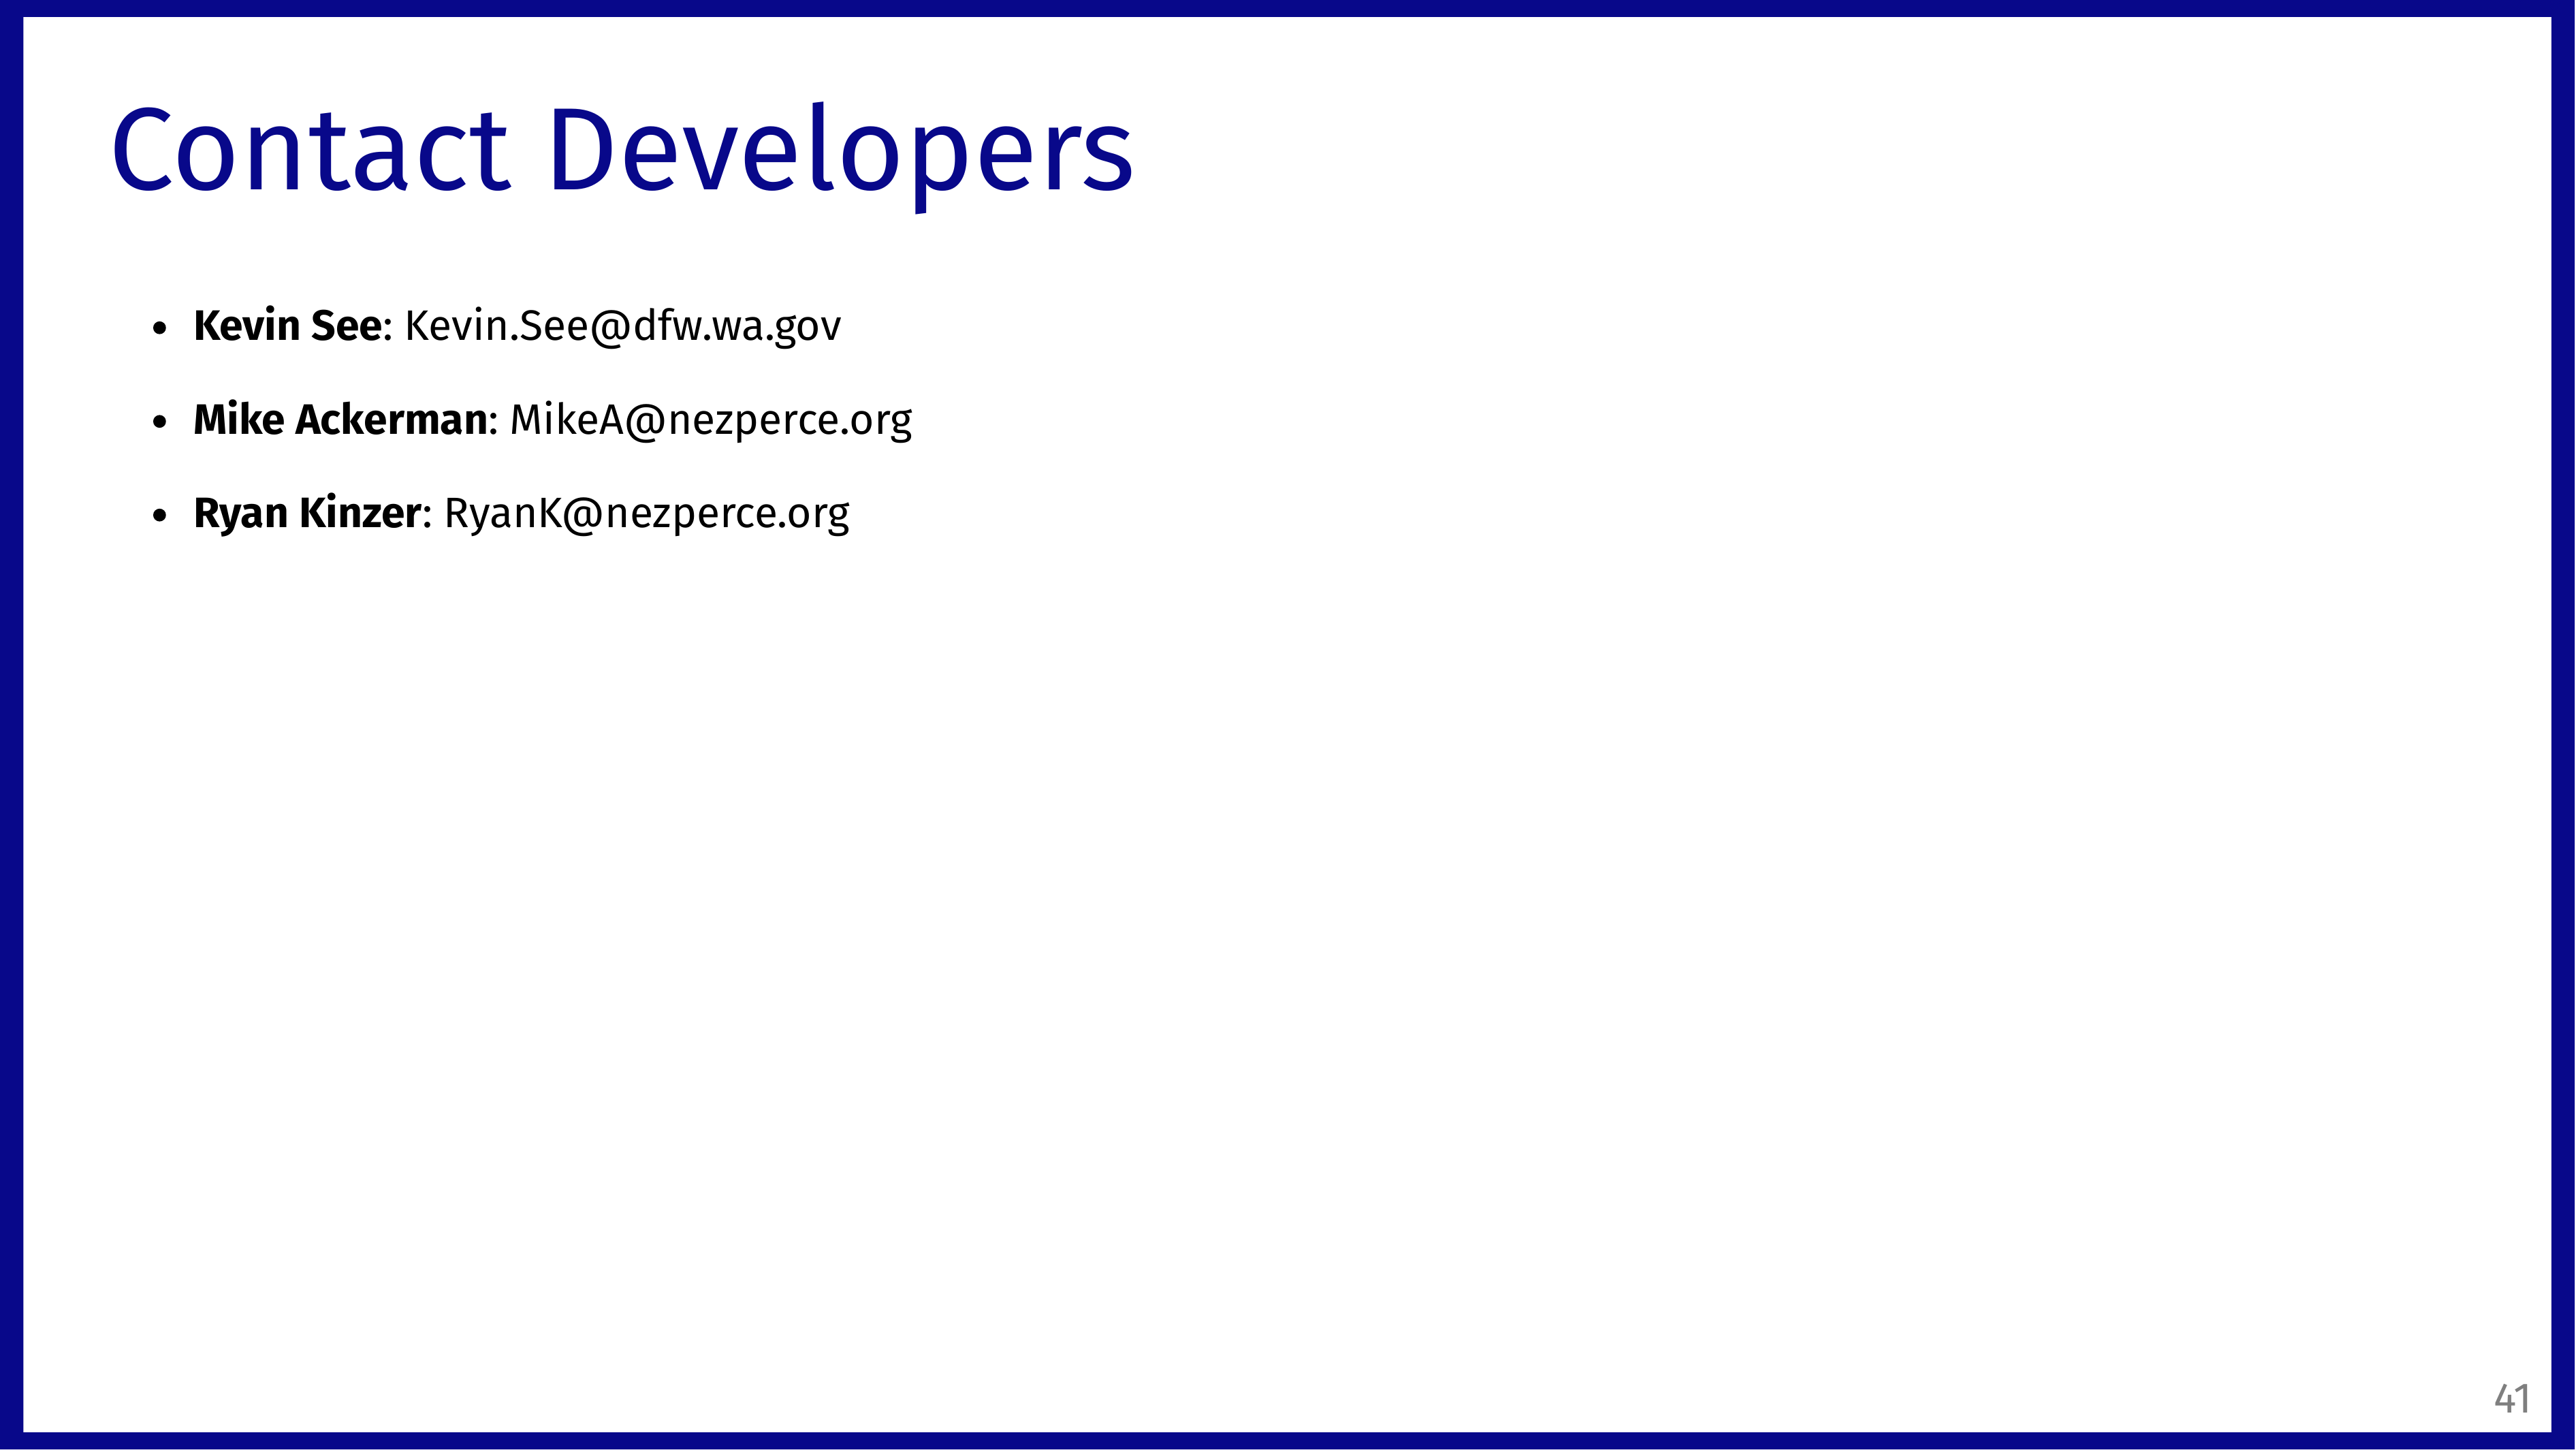 Contact Developers
• Kevin See: Kevin.See@dfw.wa.gov
• Mike Ackerman: MikeA@nezperce.org
• Ryan Kinzer: RyanK@nezperce.org
41